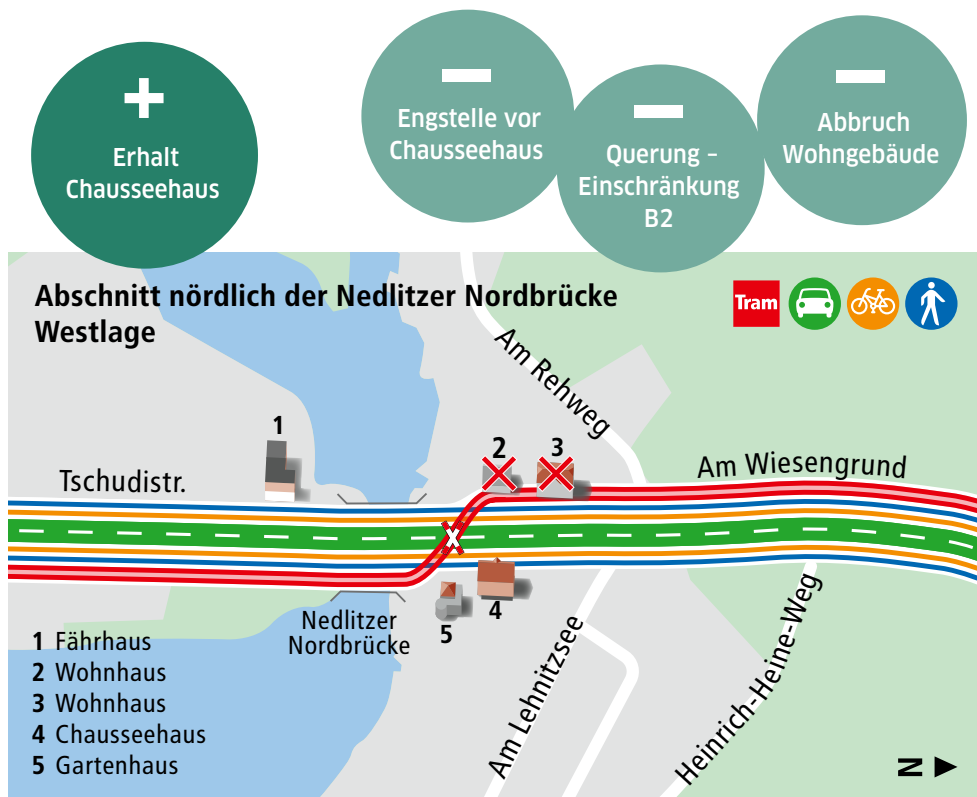 +
Erhalt
Chausseehaus
–
Engstelle vor
Chausseehaus
–
Querung –
Einschränkung
B2
–
Abbruch
Wohngebäude
Abschnitt nördlich der Nedlitzer Nordbrücke
Westlage
Tram
Am Rehweg
1
2
3
Tschudistr.
Am Wiesengrund
4
5
Nedlitzer
Nordbrücke
Am Lehnitzsee
Heinrich-Heine-Weg
1 Fährhaus
2 Wohnhaus
3 Wohnhaus
4 Chausseehaus
5 Gartenhaus
N